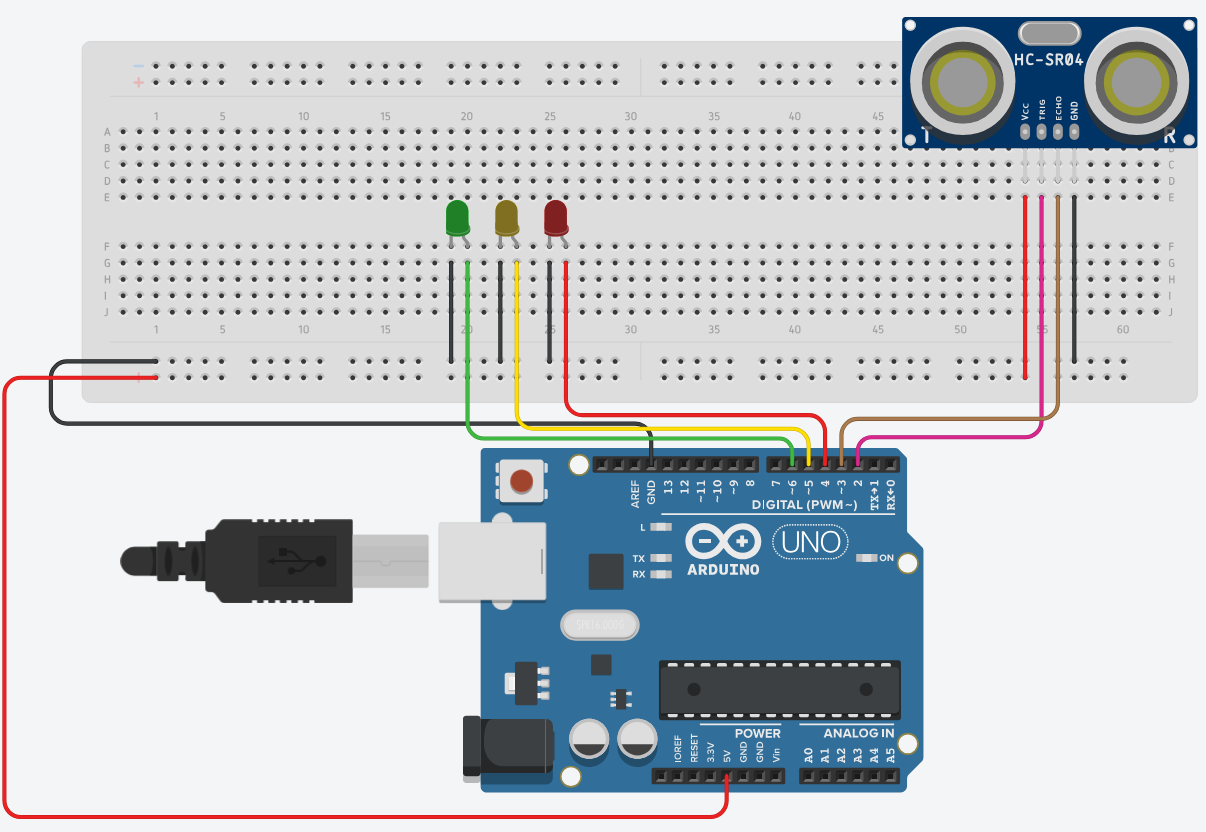 HC-SR04
VCC TRIG ECHO GND
T R
− +
1 5 10 15 20 25 30 35 40 45
A B C D E
B C D E
F G H I J
F G H I J
1 5 10 15 20 25 30 35 40 45 50 55 60
AREF GND 13 12 ~11 ~10 ~9 8 7 ~6 ~5 4 ~3 2 TX→1 RX←0
DIGITAL (PWM~)
L
TX
RX
UNO
ON
ARDUINO
POWER
ANALOG IN
IOREF RESET 3.3V 5V GND GND Vin A0 A1 A2 A3 A4 A5